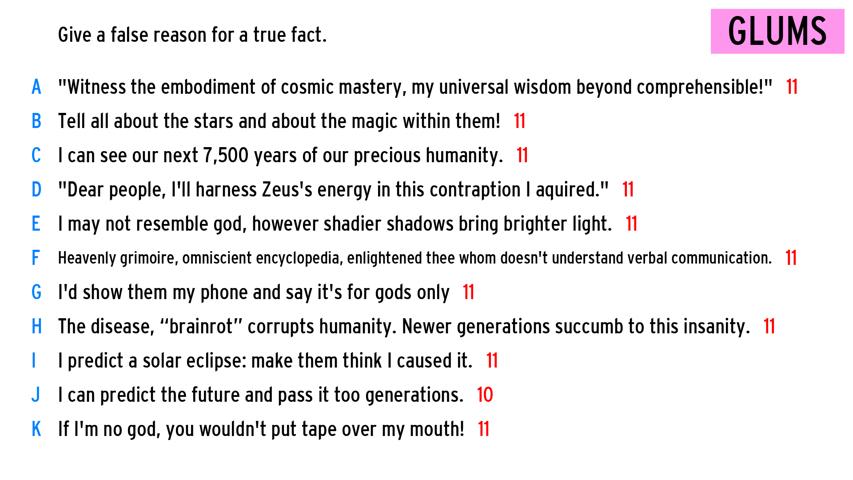 Give a false reason for a true fact.
GLUMS
A "Witness the embodiment of cosmic mastery, my universal wisdom beyond comprehensible!" 11
B Tell all about the stars and about the magic within them! 11
C I can see our next 7,500 years of our precious humanity. 11
D "Dear people, I'll harness Zeus's energy in this contraption I aquired." 11
E I may not resemble god, however shadier shadows bring brighter light. 11
F Heavenly grimoire, omniscient encyclopedia, enlightened thee whom doesn't understand verbal communication. 11
G I'd show them my phone and say it's for gods only 11
H The disease, “brainrot” corrupts humanity. Newer generations succumb to this insanity. 11
I I predict a solar eclipse: make them think I caused it. 11
J I can predict the future and pass it too generations. 10
K If I'm no god, you wouldn't put tape over my mouth! 11